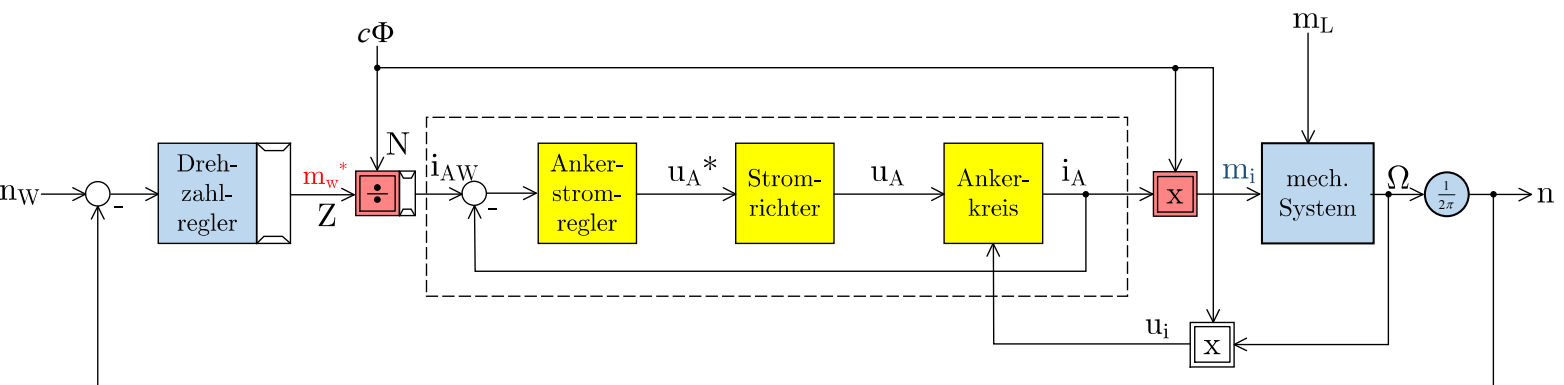 cΦ
m_L
N
n_W
-
Dreh-
zahl-
regler
m_w*
Z
÷
i_AW
-
Anker-
strom-
regler
u_A*
Strom-
richter
u_A
Anker-
kreis
i_A
x
m_i
mech.
System
Ω
1/2π
n
u_i
x